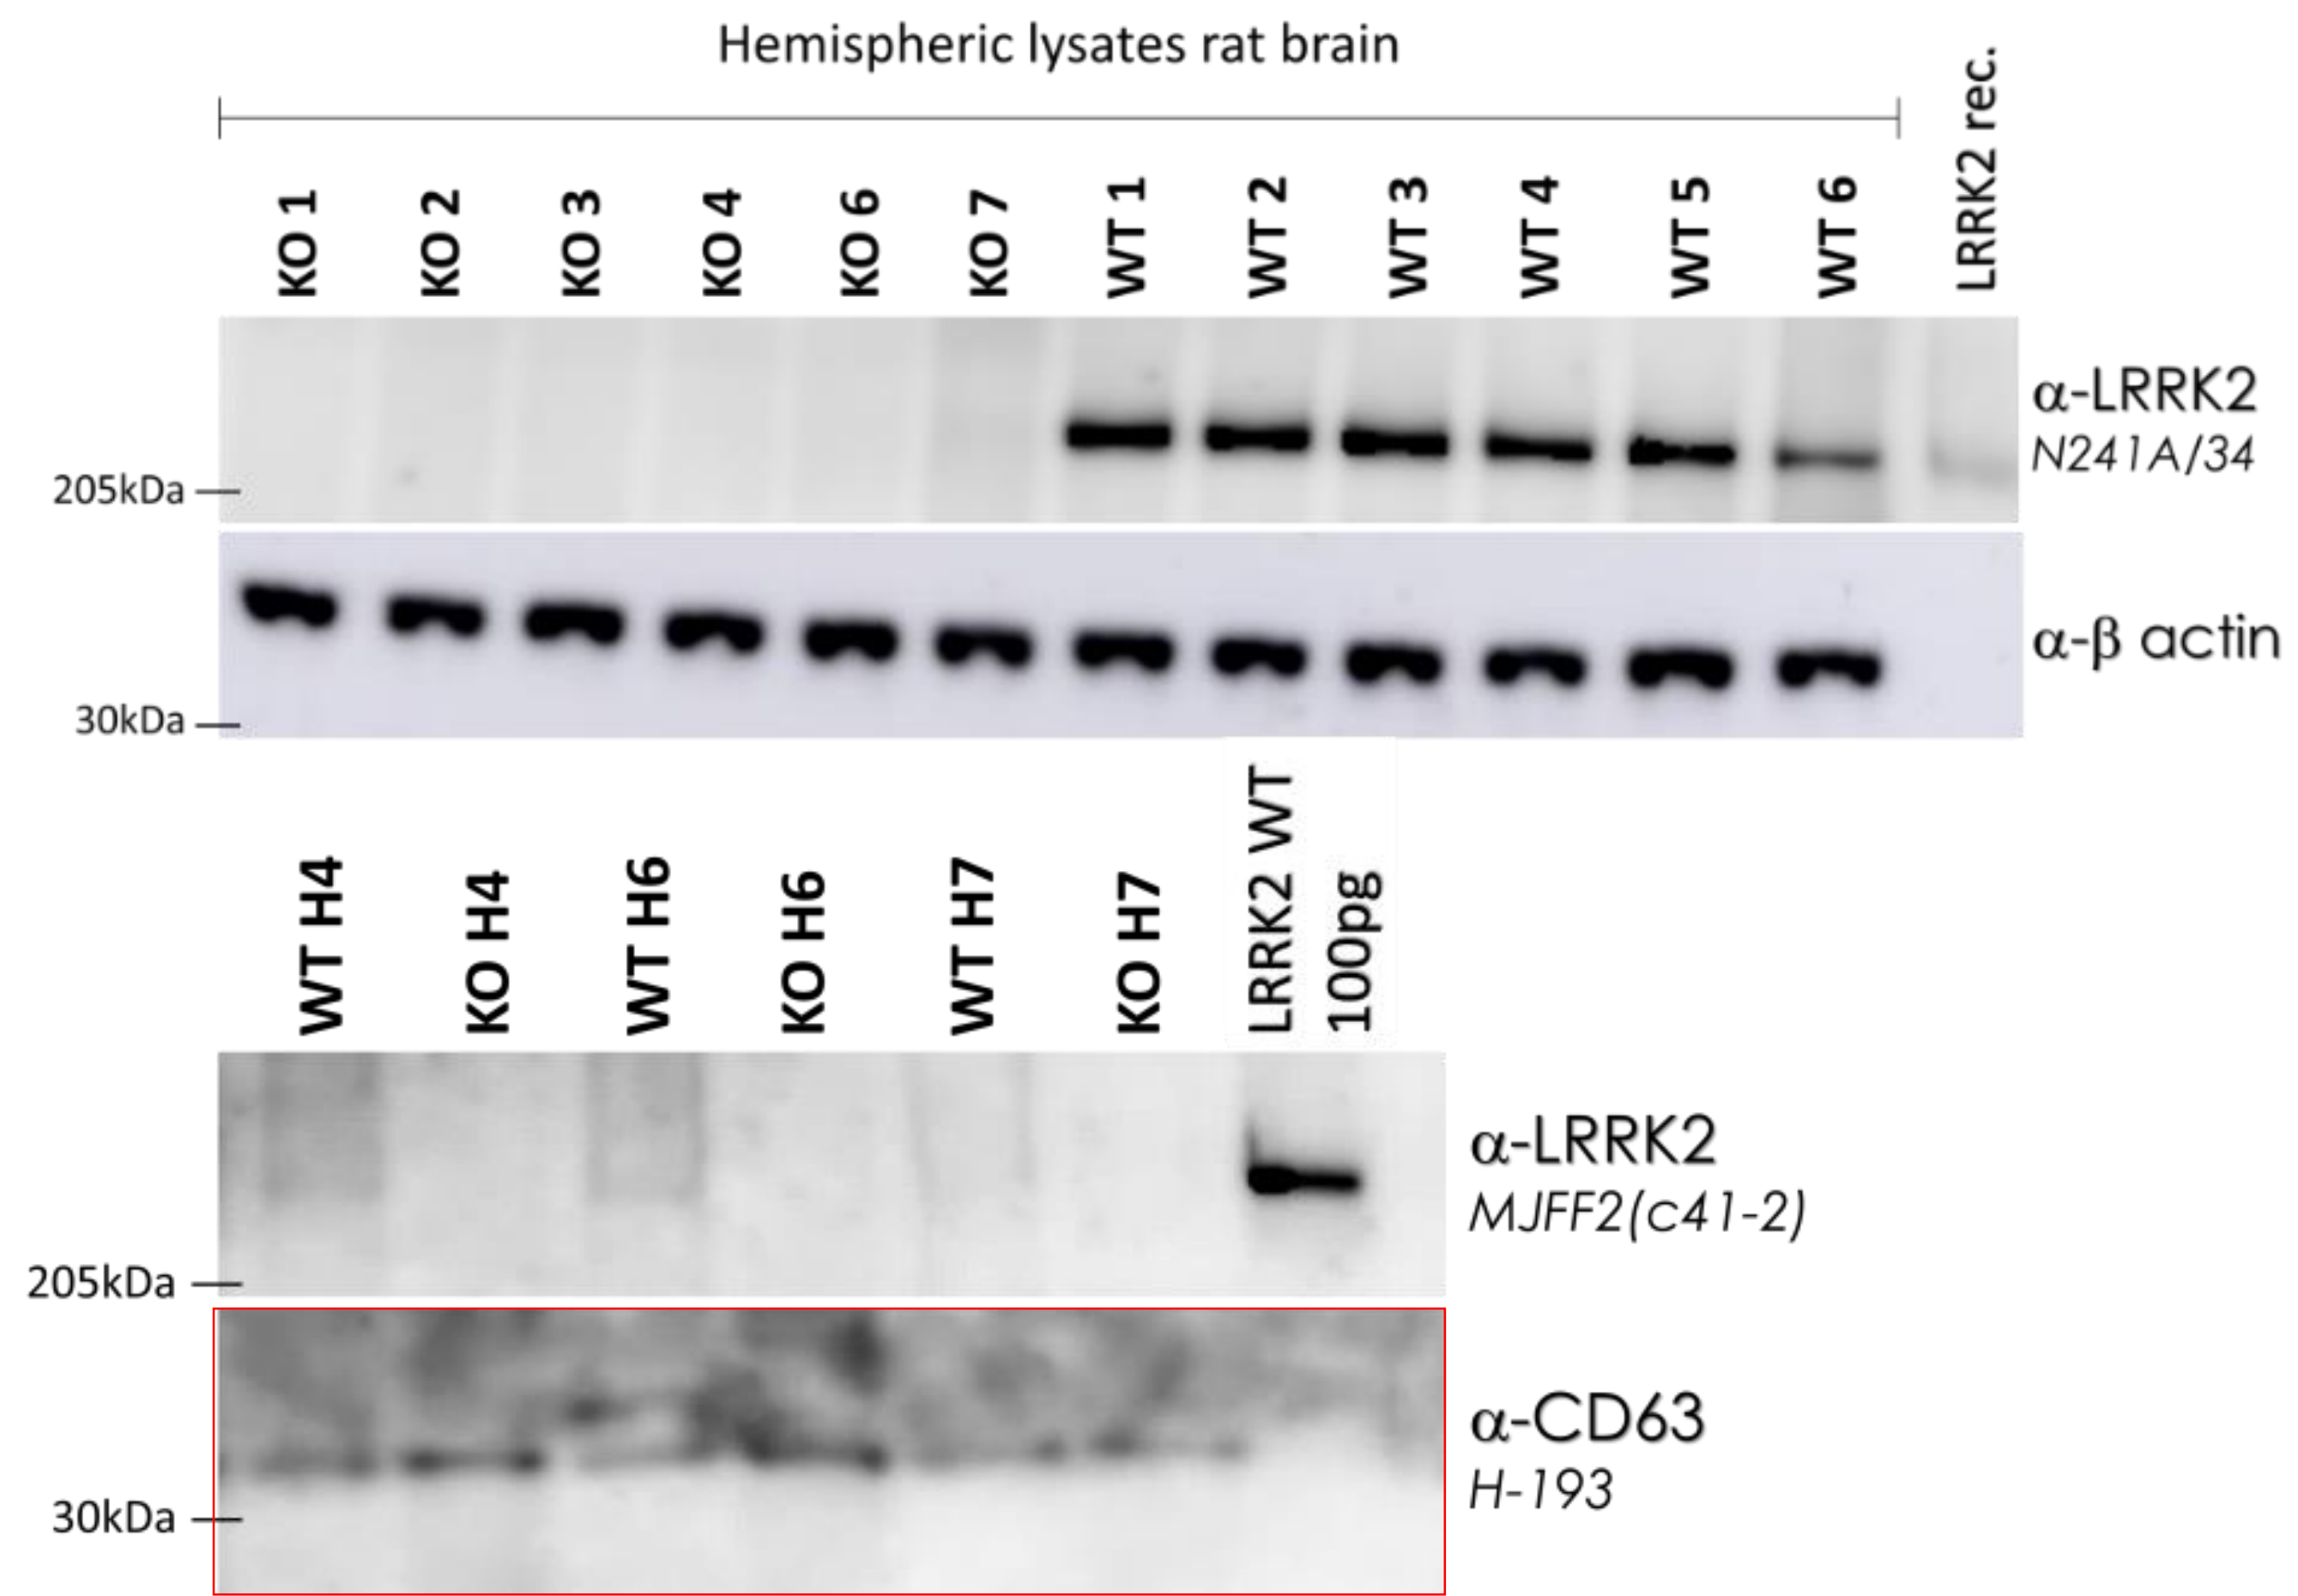 Hemispheric lysates rat brain
KO 1
KO 2
KO 3
KO 4
KO 6
KO 7
WT 1
WT 2
WT 3
WT 4
WT 5
WT 6
LRRK2 rec.
α-LRRK2
N241A/34
205kDa
α-β actin
30kDa
WT H4
KO H4
WT H6
KO H6
WT H7
KO H7
LRRK2 WT
100pg
α-LRRK2
MJFF2(c41-2)
205kDa
α-CD63
H-193
30kDa